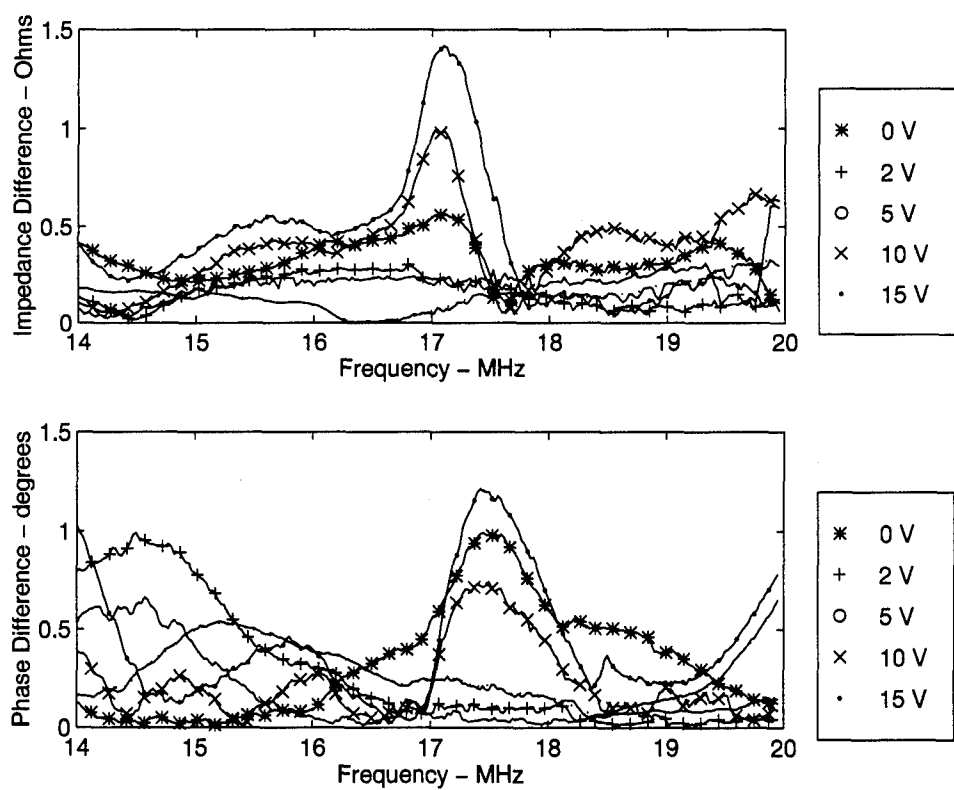 Impedance Difference – Ohms
1.5
1
0.5
0
14 15 16 17 18 19 20
Frequency – MHz
0 V
2 V
5 V
10 V
15 V
Phase Difference – degrees
1.5
1
0.5
0
14 15 16 17 18 19 20
Frequency – MHz
0 V
2 V
5 V
10 V
15 V